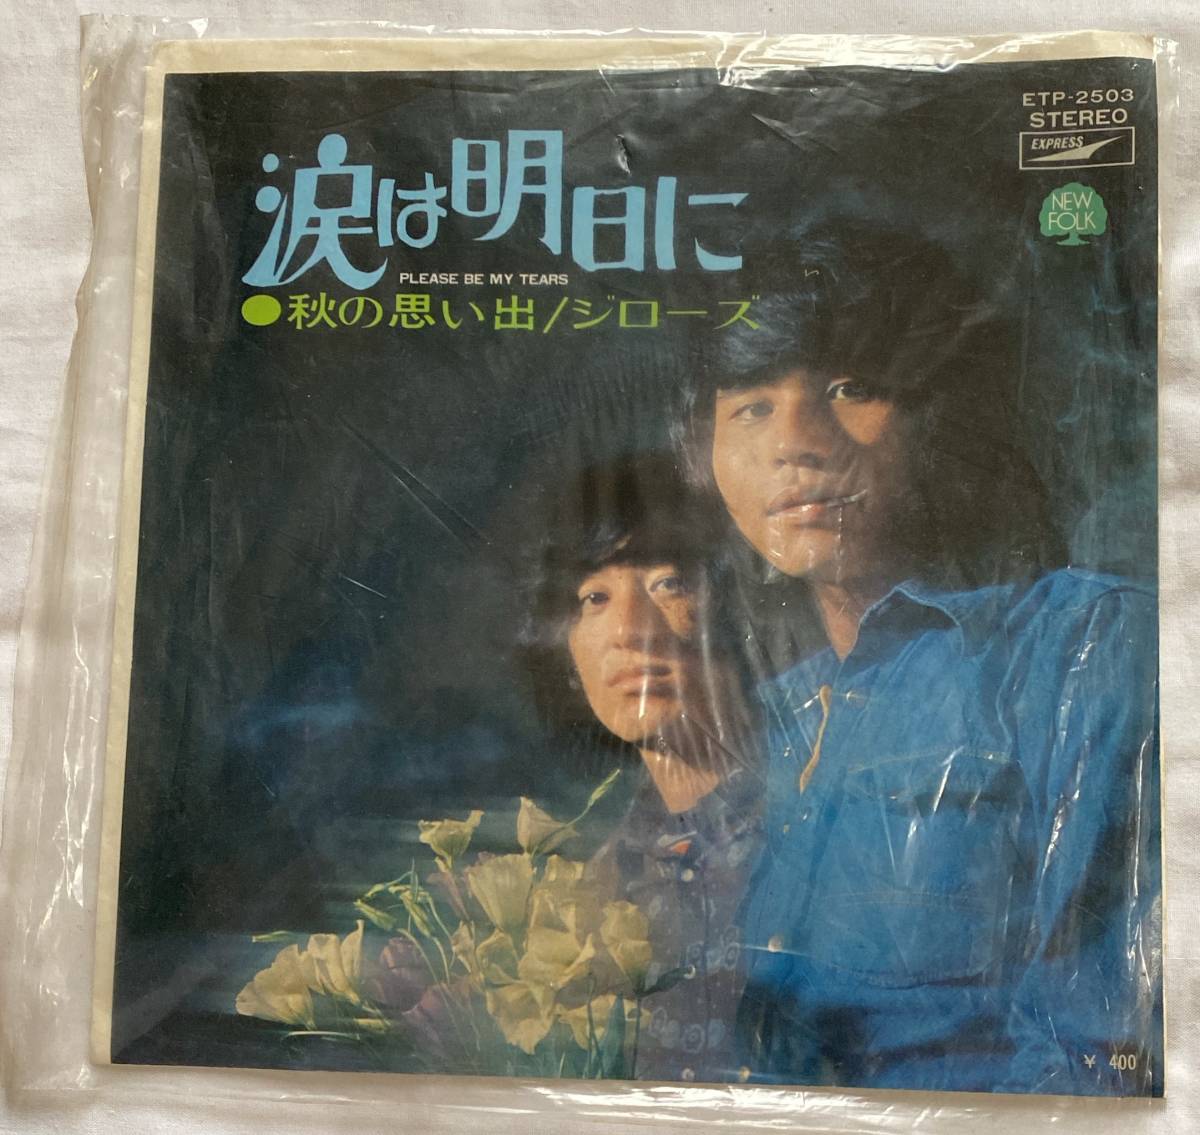 ETP-2503
STEREO
EXPRESS
NEW
FOLK
涙は明日に
PLEASE BE MY TEARS
●秋の思い出/ジローズ
¥ 400